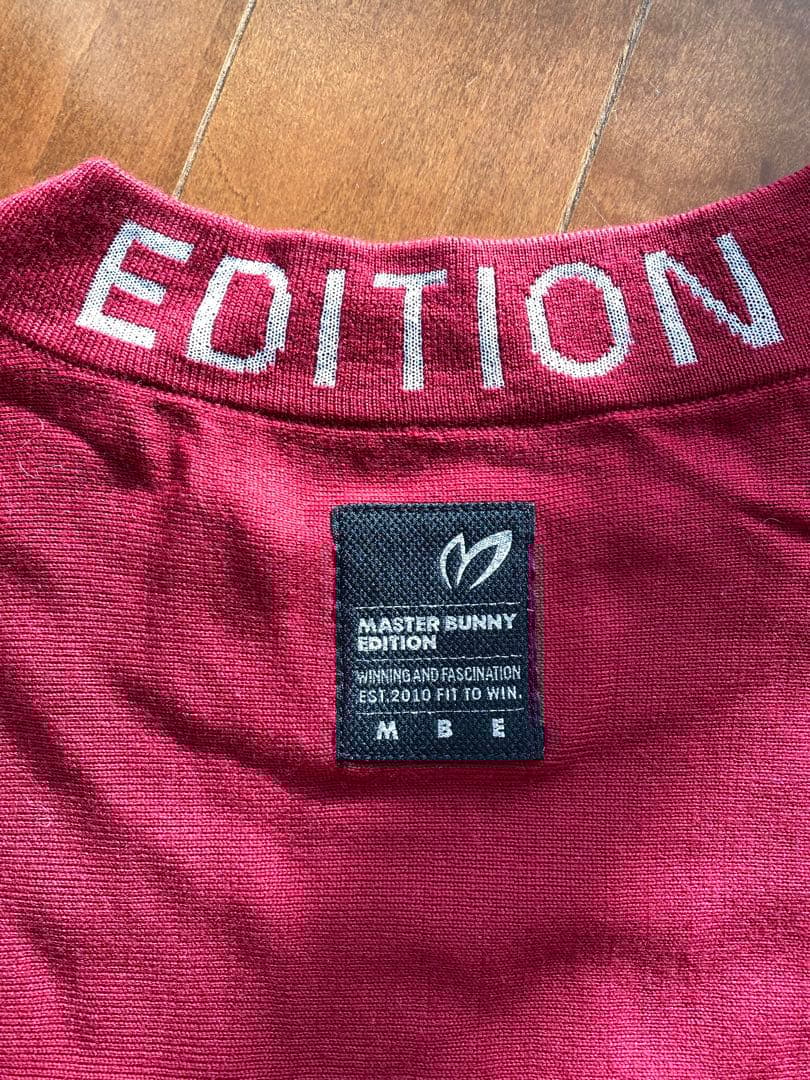 EDITION
MASTER BUNNY
EDITION
WINNING AND FASCINATION
EST.2010 FIT TO WIN.
M B E